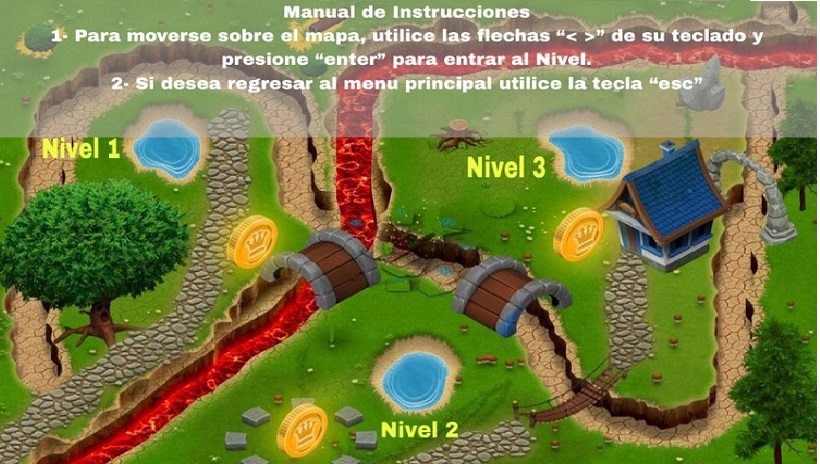 Manual de Instrucciones
1- Para moverse sobre el mapa, utilice las flechas “< >” de su teclado y
presione “enter” para entrar al Nivel.
2- Si desea regresar al menu principal utilice la tecla “esc”
Nivel 1
Nivel 3
Nivel 2